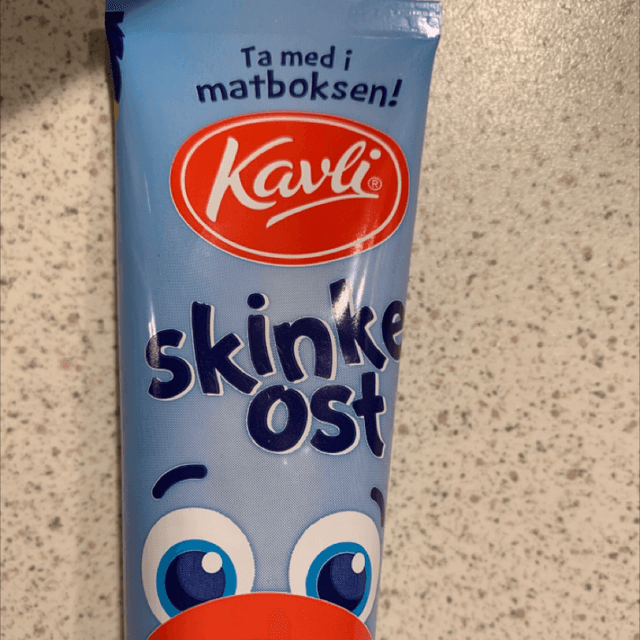 Ta med i
matboksen!
Kavli®
skinke
ost